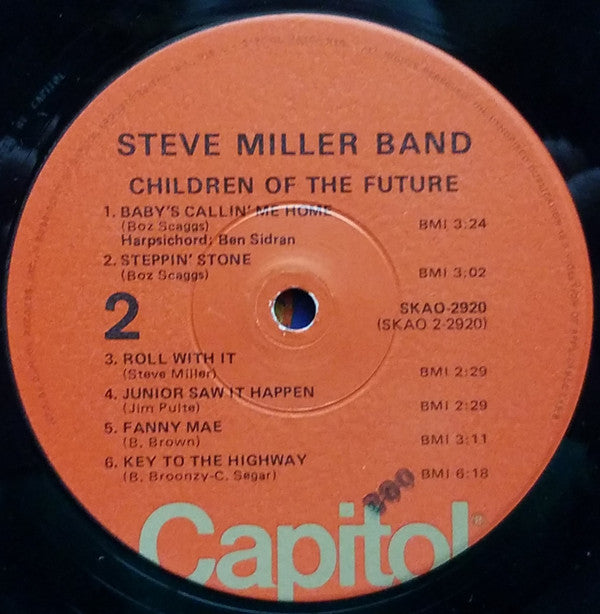 STEVE MILLER BAND
CHILDREN OF THE FUTURE
1. BABY'S CALLIN' ME HOME
(Boz Scaggs) BMI 3:24
Harpsichord; Ben Sidran
2. STEPPIN' STONE
(Boz Scaggs) BMI 3:02
2
SKAO-2920
(SKAO 2-2920)
3. ROLL WITH IT
(Steve Miller) BMI 2:29
4. JUNIOR SAW IT HAPPEN
(Jim Pulte) BMI 2:29
5. FANNY MAE
(B. Brown) BMI 3:11
6. KEY TO THE HIGHWAY
(B. Broonzy-C. Segar) BMI 6:18
300
Capitol®